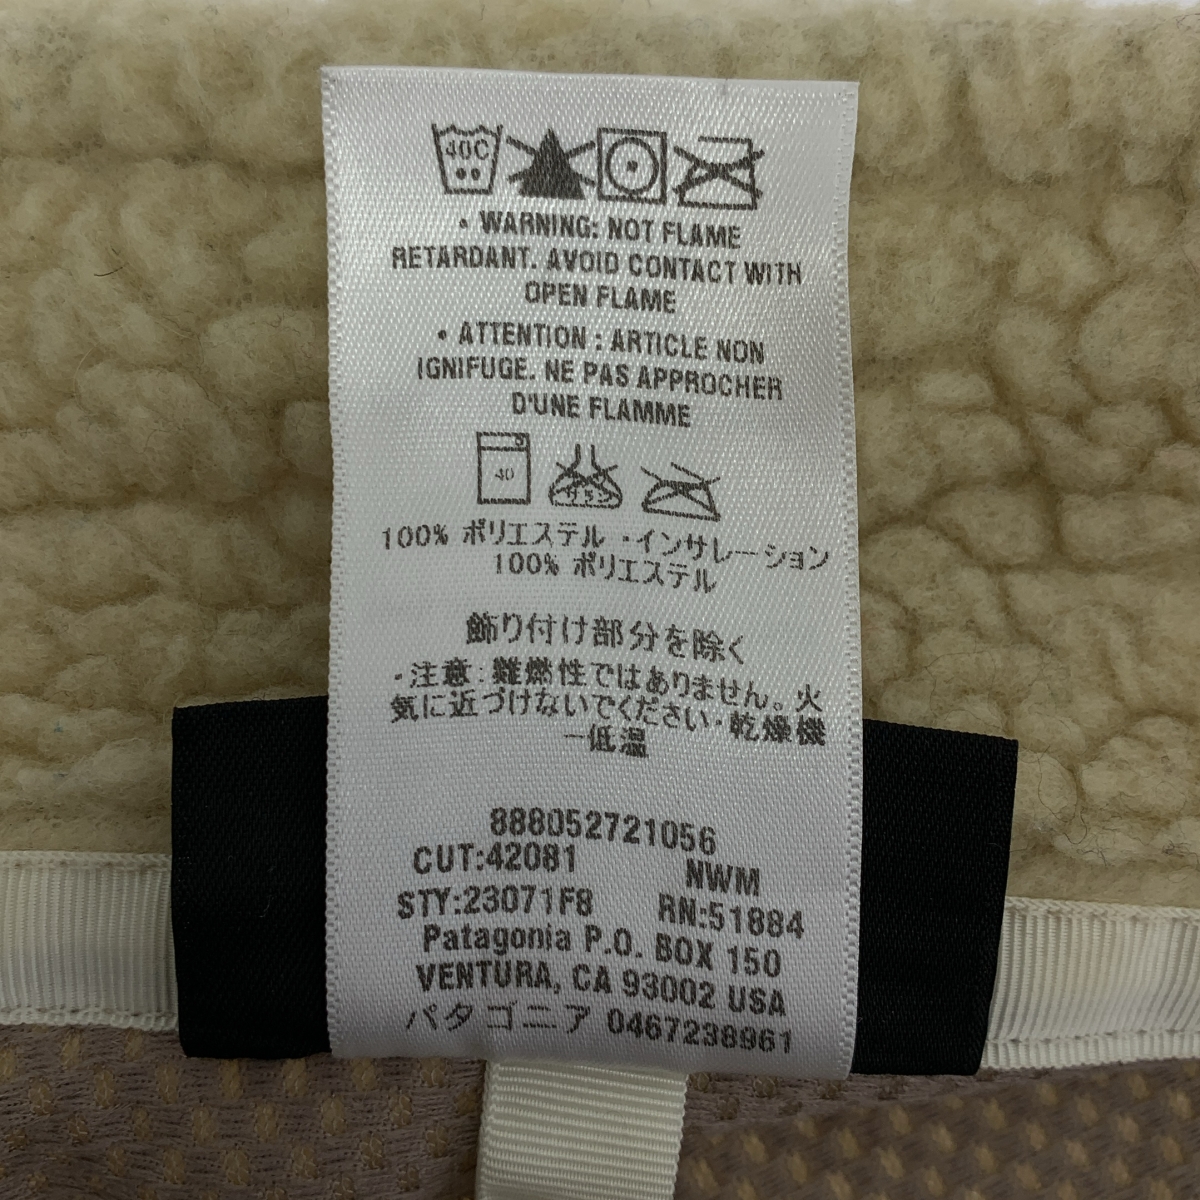 40C
• WARNING: NOT FLAME
RETARDANT. AVOID CONTACT WITH
OPEN FLAME
• ATTENTION : ARTICLE NON
IGNIFUGE. NE PAS APPROCHER
D'UNE FLAMME
40 サラシ
100% ポリエステル ・インサレーション
100% ポリエステル
飾り付け部分を除く
・注意：難燃性ではありません。火
気に近づけないでください・乾燥機
－低温
888052721056
CUT:42081 NWM
STY:23071F8 RN:51884
Patagonia P.O. BOX 150
VENTURA, CA 93002 USA
パタゴニア 0467238961